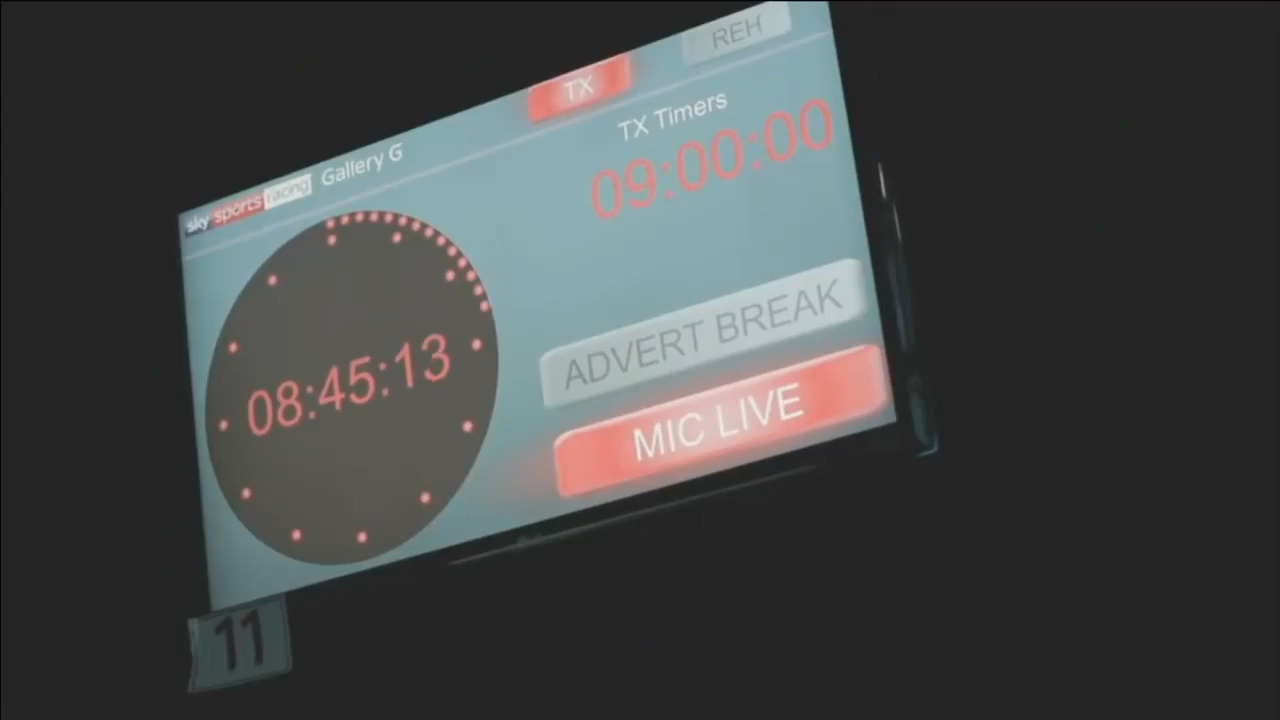 REH
TX
TX Timers
09:00:00
sky sports racing Gallery G
08:45:13
ADVERT BREAK
MIC LIVE
11